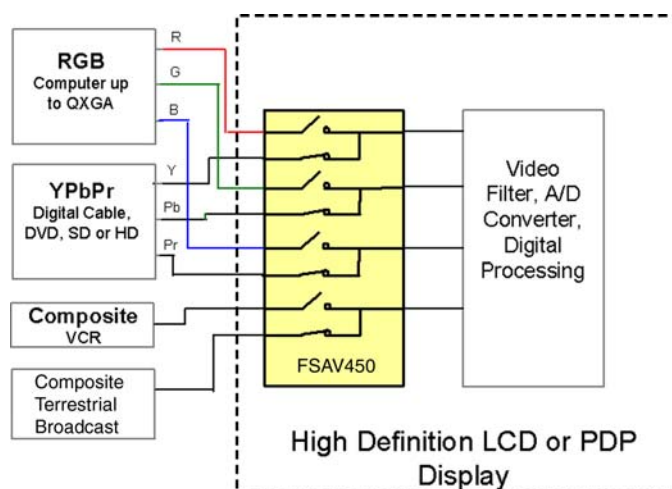 RGB
Computer up
to QXGA
R
G
B
YPbPr
Digital Cable,
DVD, SD or HD
Y
Pb
Pr
Composite
VCR
Composite
Terrestrial
Broadcast
FSAV450
Video
Filter, A/D
Converter,
Digital
Processing
High Definition LCD or PDP
Display